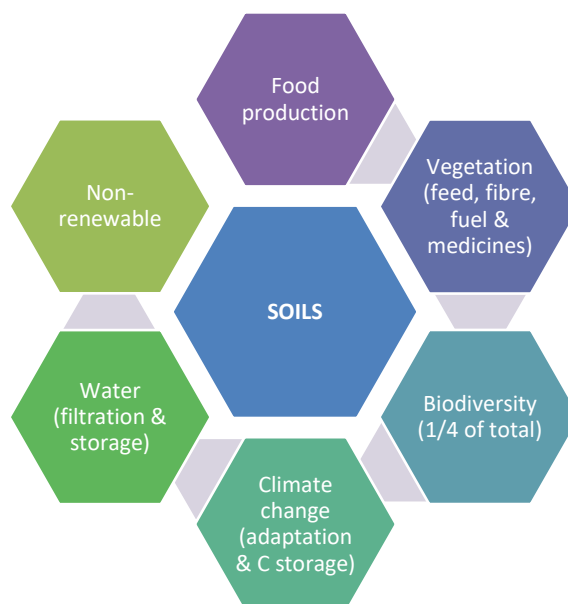 Food
production
Vegetation
(feed, fibre,
fuel &
medicines)
Biodiversity
(1/4 of total)
Climate
change
(adaptation
& C storage)
Water
(filtration &
storage)
Non-
renewable
SOILS